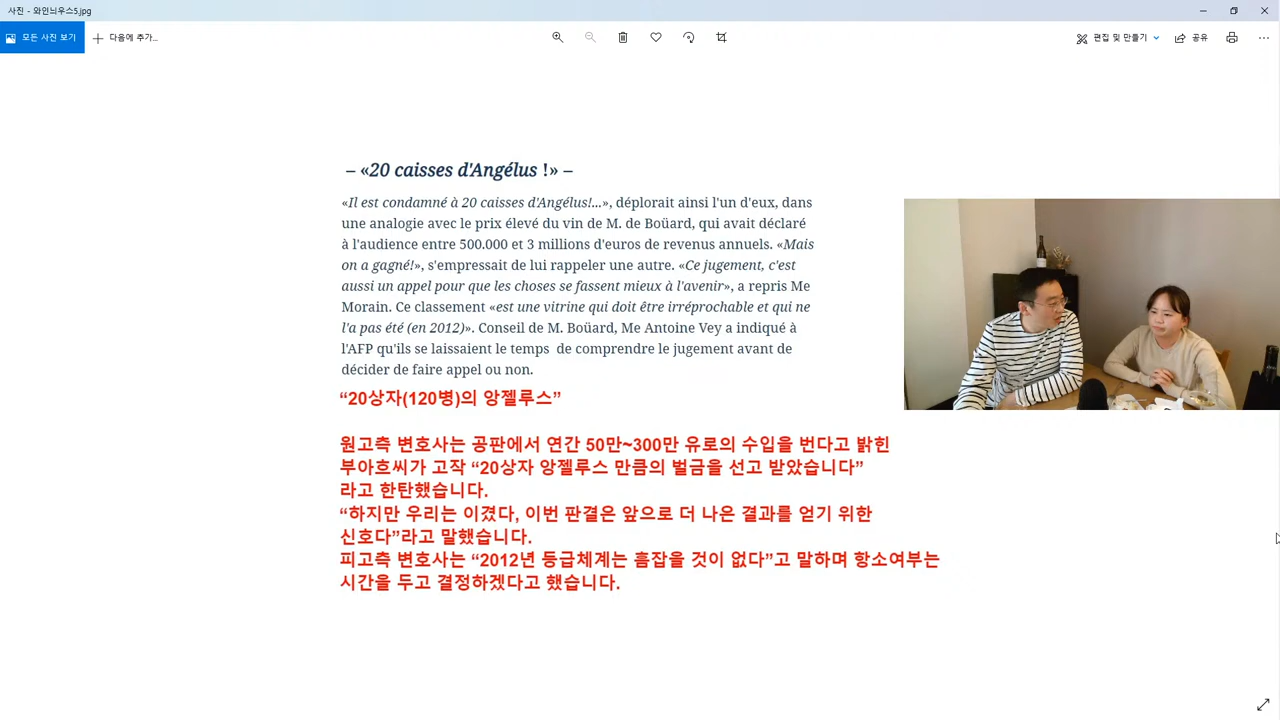 사진 - 와인늬우스5.jpg
모든 사진 보기
다음에 추가...
편집 및 만들기
공유
– «20 caisses d'Angélus !» –
«Il est condamné à 20 caisses d'Angélus!...», déplorait ainsi l'un d'eux, dans
une analogie avec le prix élevé du vin de M. de Boüard, qui avait déclaré
à l'audience entre 500.000 et 3 millions d'euros de revenus annuels. «Mais
on a gagné!», s'empressait de lui rappeler une autre. «Ce jugement, c'est
aussi un appel pour que les choses se fassent mieux à l'avenir», a repris Me
Morain. Ce classement «est une vitrine qui doit être irréprochable et qui ne
l'a pas été (en 2012)». Conseil de M. Boüard, Me Antoine Vey a indiqué à
l'AFP qu'ils se laissaient le temps de comprendre le jugement avant de
décider de faire appel ou non.
“20상자(120병)의 앙젤루스”
원고측 변호사는 공판에서 연간 50만~300만 유로의 수입을 번다고 밝힌
부아흐씨가 고작 “20상자 앙젤루스 만큼의 벌금을 선고 받았습니다”
라고 한탄했습니다.
“하지만 우리는 이겼다, 이번 판결은 앞으로 더 나은 결과를 얻기 위한
신호다”라고 말했습니다.
피고측 변호사는 “2012년 등급체계는 흠잡을 것이 없다”고 말하며 항소여부는
시간을 두고 결정하겠다고 했습니다.